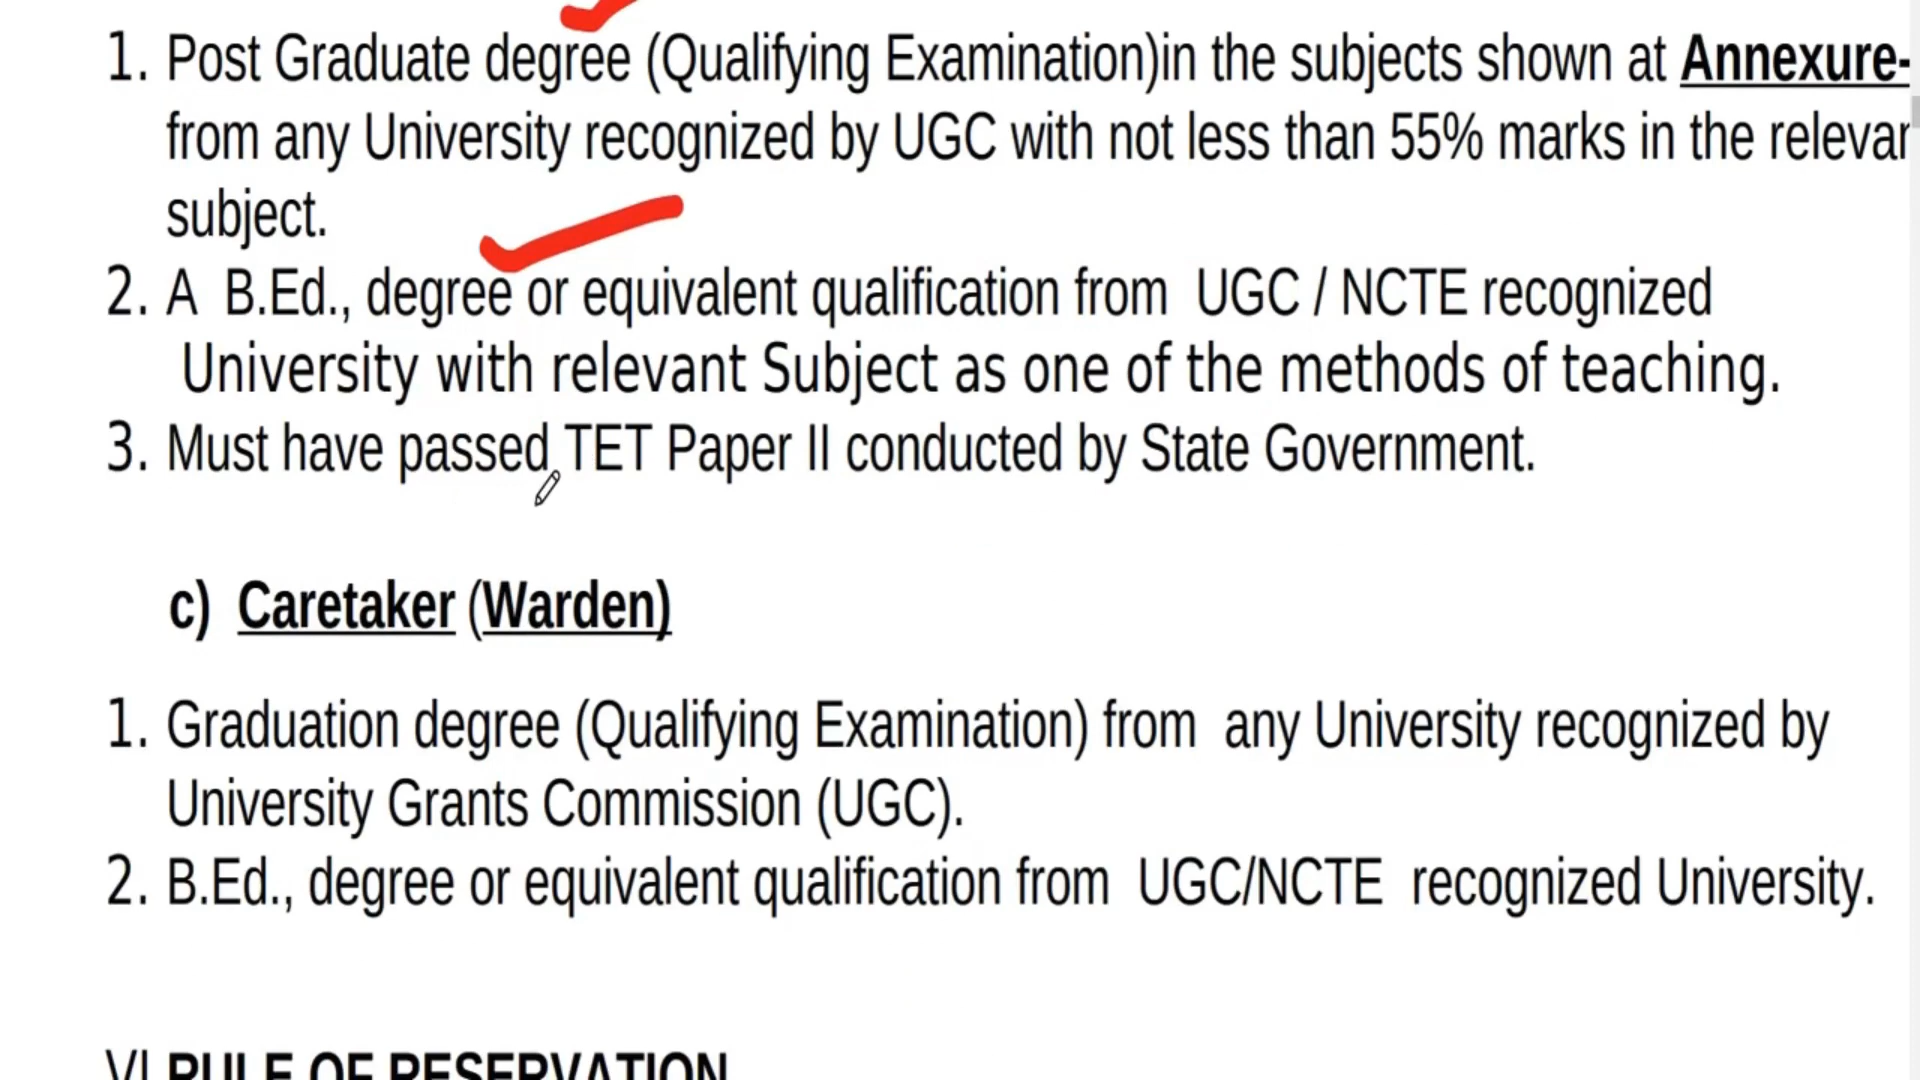 1. Post Graduate degree (Qualifying Examination)in the subjects shown at Annexure-
from any University recognized by UGC with not less than 55% marks in the
subject.
2. A B.Ed., degree or equivalent qualification from UGC / NCTE recognized
University with relevant Subject as one of the methods of teaching.
3. Must have passed TET Paper II conducted by State Government.
c) Caretaker (Warden)
1. Graduation degree (Qualifying Examination) from any University recognized by
University Grants Commission (UGC).
2. B.Ed., degree or equivalent qualification from UGC/NCTE recognized University.
VI RULE OF RESERVATION